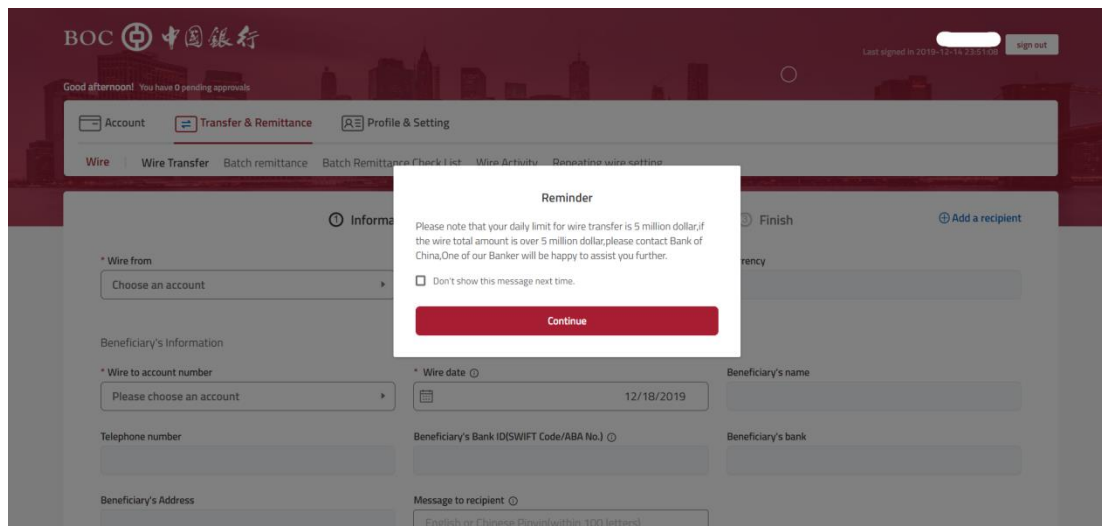 BOC 中国银行
Last signed in 2019-12-14 23:51:08
sign out
Good afternoon! You have 0 pending approvals
Account Transfer & Remittance Profile & Setting
Wire Wire Transfer Batch remittance Batch Remittance Check List Wire Activity Repeating wire setting
Reminder
Please note that your daily limit for wire transfer is 5 million dollar,if
the wire total amount is over 5 million dollar,please contact Bank of
China,One of our Banker will be happy to assist you further.
Don't show this message next time.
Continue
1 Informa
3 Finish
Add a recipient
* Wire from
rency
Choose an account
Beneficiary's Information
* Wire to account number
* Wire date
Beneficiary's name
Please choose an account
12/18/2019
Telephone number
Beneficiary's Bank ID(SWIFT Code/ABA No.)
Beneficiary's bank
Beneficiary's Address
Message to recipient
English or Chinese Pinyin(within 100 letters)